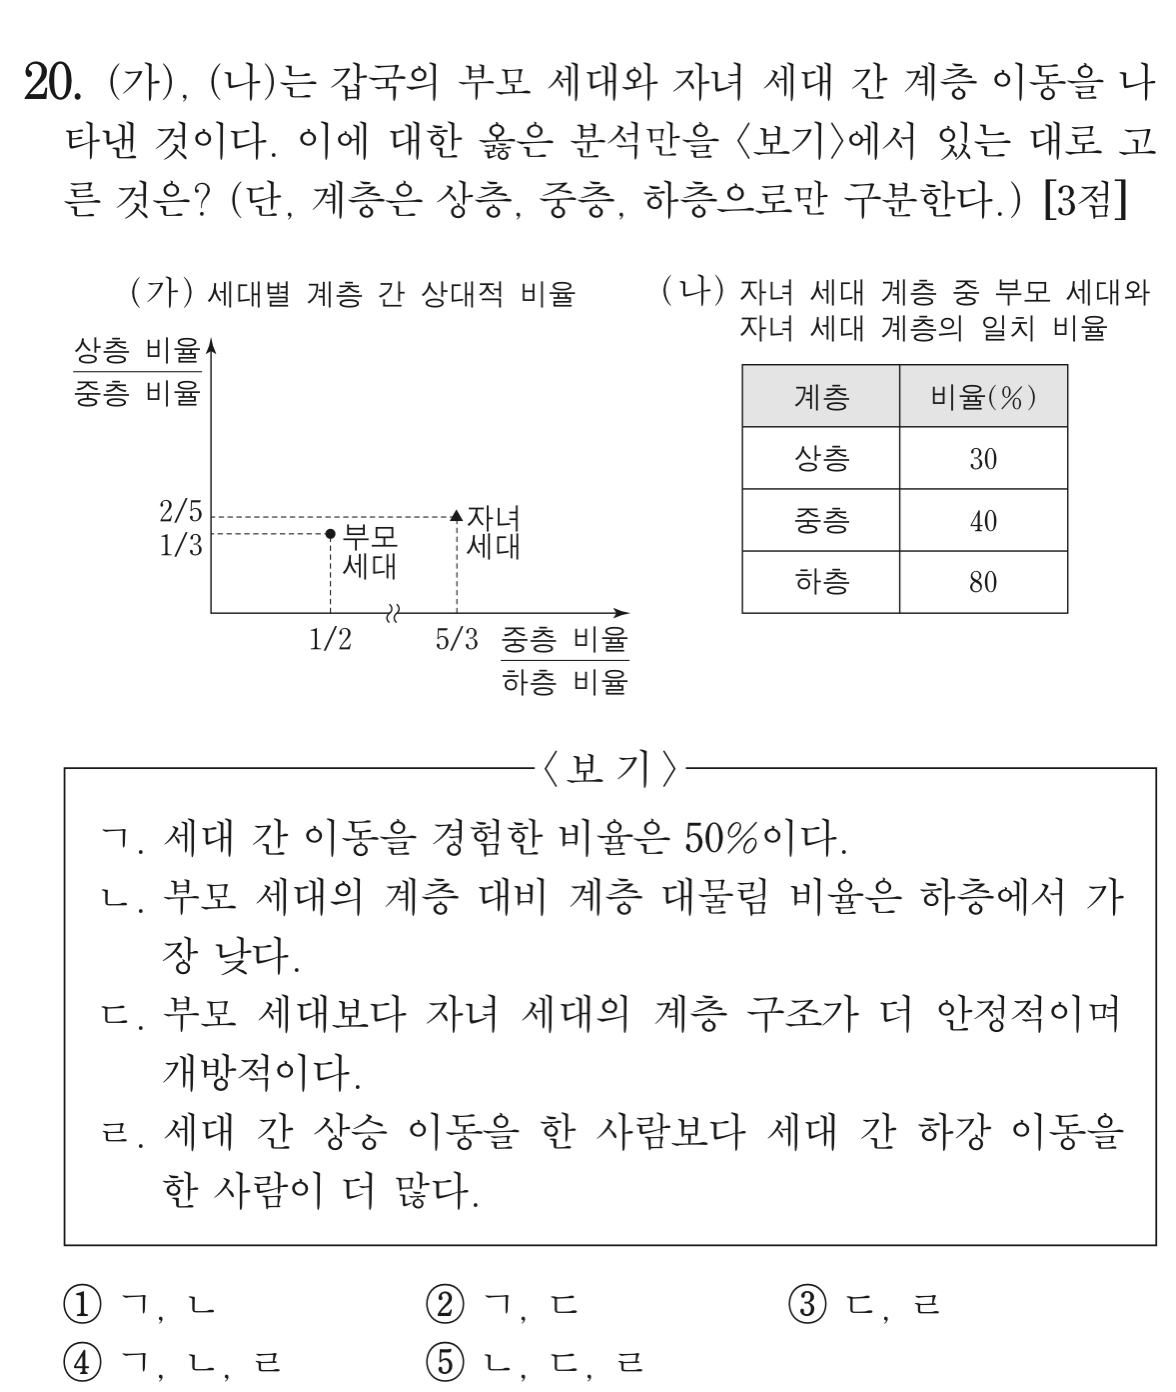 20. (가), (나)는 갑국의 부모 세대와 자녀 세대 간 계층 이동을 나
타낸 것이다. 이에 대한 옳은 분석만을 〈보기〉에서 있는 대로 고
른 것은? (단, 계층은 상층, 중층, 하층으로만 구분한다.) [3점]
(가) 세대별 계층 간 상대적 비율
상층 비율
중층 비율
2/5
1/3
부모
세대
자녀
세대
1/2
5/3
중층 비율
하층 비율
(나) 자녀 세대 계층 중 부모 세대와
자녀 세대 계층의 일치 비율
계층 비율(%)
상층 30
중층 40
하층 80
〈보 기〉
ㄱ. 세대 간 이동을 경험한 비율은 50%이다.
ㄴ. 부모 세대의 계층 대비 계층 대물림 비율은 하층에서 가
장 낮다.
ㄷ. 부모 세대보다 자녀 세대의 계층 구조가 더 안정적이며
개방적이다.
ㄹ. 세대 간 상승 이동을 한 사람보다 세대 간 하강 이동을
한 사람이 더 많다.
① ㄱ, ㄴ ② ㄱ, ㄷ ③ ㄷ, ㄹ
④ ㄱ, ㄴ, ㄹ ⑤ ㄴ, ㄷ, ㄹ